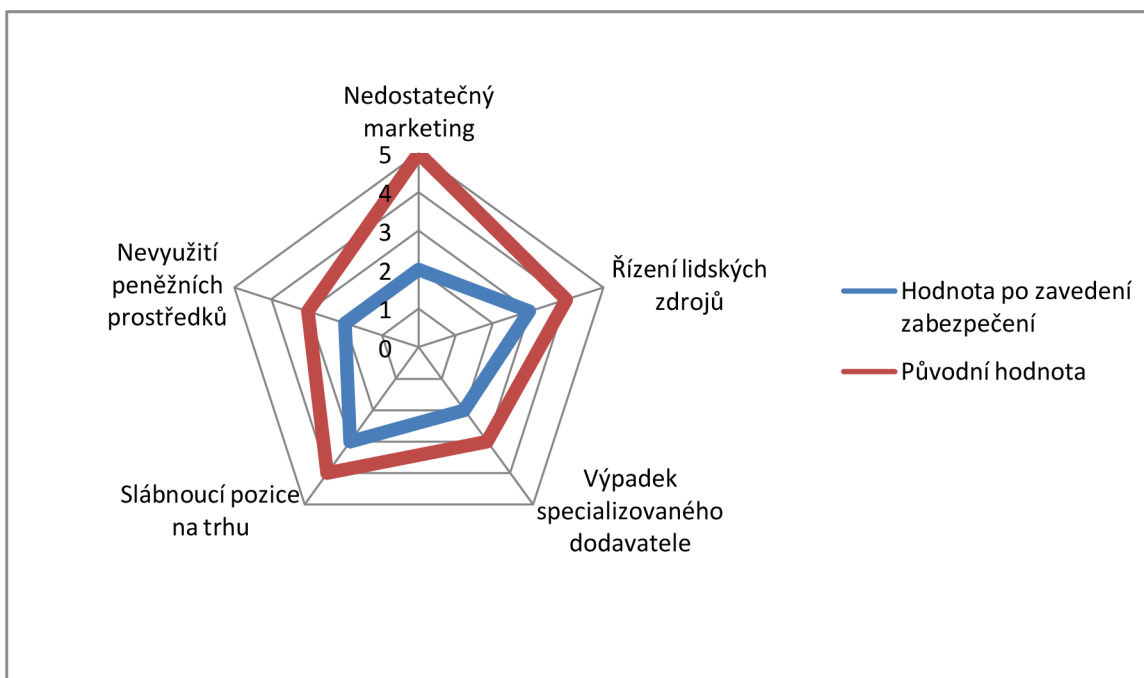 Nedostatečný
marketing
5
4
3
2
1
0
Řízení lidských
zdrojů
Výpadek
specializovaného
dodavatele
Slábnoucí pozice
na trhu
Nevyužití
peněžních
prostředků
Hodnota po zavedení
zabezpečení
Původní hodnota